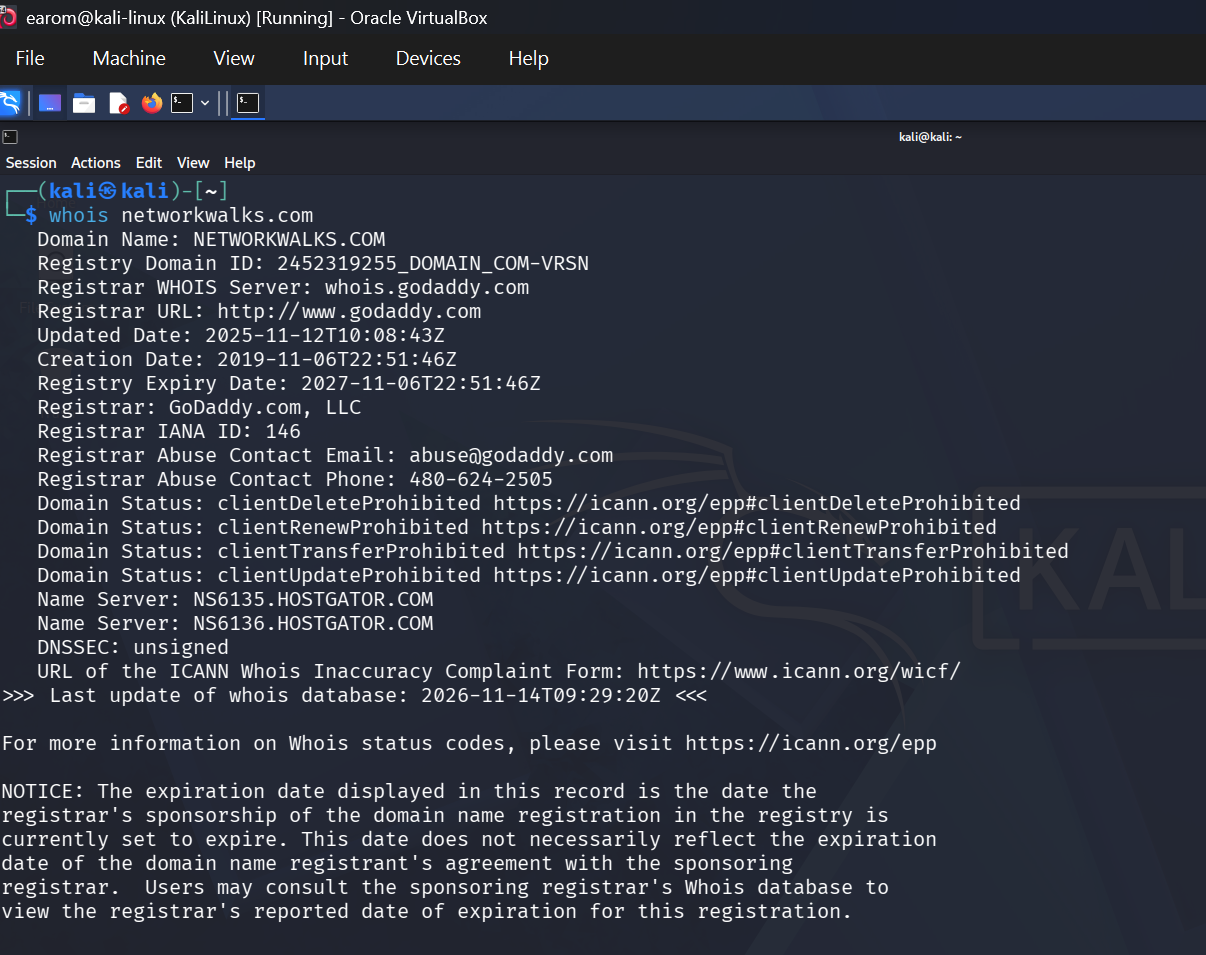 earom@kali-linux (KaliLinux) [Running] - Oracle VirtualBox
File Machine View Input Devices Help
kali@kali: ~
Session Actions Edit View Help
┌──(kali㉿kali)-[~]
└─$ whois networkwalks.com
Domain Name: NETWORKWALKS.COM
Registry Domain ID: 2452319255_DOMAIN_COM-VRSN
Registrar WHOIS Server: whois.godaddy.com
Registrar URL: http://www.godaddy.com
Updated Date: 2025-11-12T10:08:43Z
Creation Date: 2019-11-06T22:51:46Z
Registry Expiry Date: 2027-11-06T22:51:46Z
Registrar: GoDaddy.com, LLC
Registrar IANA ID: 146
Registrar Abuse Contact Email: abuse@godaddy.com
Registrar Abuse Contact Phone: 480-624-2505
Domain Status: clientDeleteProhibited https://icann.org/epp#clientDeleteProhibited
Domain Status: clientRenewProhibited https://icann.org/epp#clientRenewProhibited
Domain Status: clientTransferProhibited https://icann.org/epp#clientTransferProhibited
Domain Status: clientUpdateProhibited https://icann.org/epp#clientUpdateProhibited
Name Server: NS6135.HOSTGATOR.COM
Name Server: NS6136.HOSTGATOR.COM
DNSSEC: unsigned
URL of the ICANN Whois Inaccuracy Complaint Form: https://www.icann.org/wicf/
>>> Last update of whois database: 2026-11-14T09:29:20Z <<<
For more information on Whois status codes, please visit https://icann.org/epp
NOTICE: The expiration date displayed in this record is the date the
registrar's sponsorship of the domain name registration in the registry is
currently set to expire. This date does not necessarily reflect the expiration
date of the domain name registrant's agreement with the sponsoring
registrar.  Users may consult the sponsoring registrar's Whois database to
view the registrar's reported date of expiration for this registration.
KAL